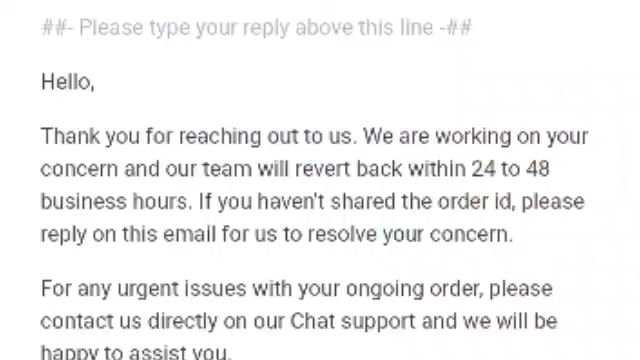 ##- Please type your reply above this line -##
Hello,
Thank you for reaching out to us. We are working on your
concern and our team will revert back within 24 to 48
business hours. If you haven't shared the order id, please
reply on this email for us to resolve your concern.
For any urgent issues with your ongoing order, please
contact us directly on our Chat support and we will be
happy to assist you.